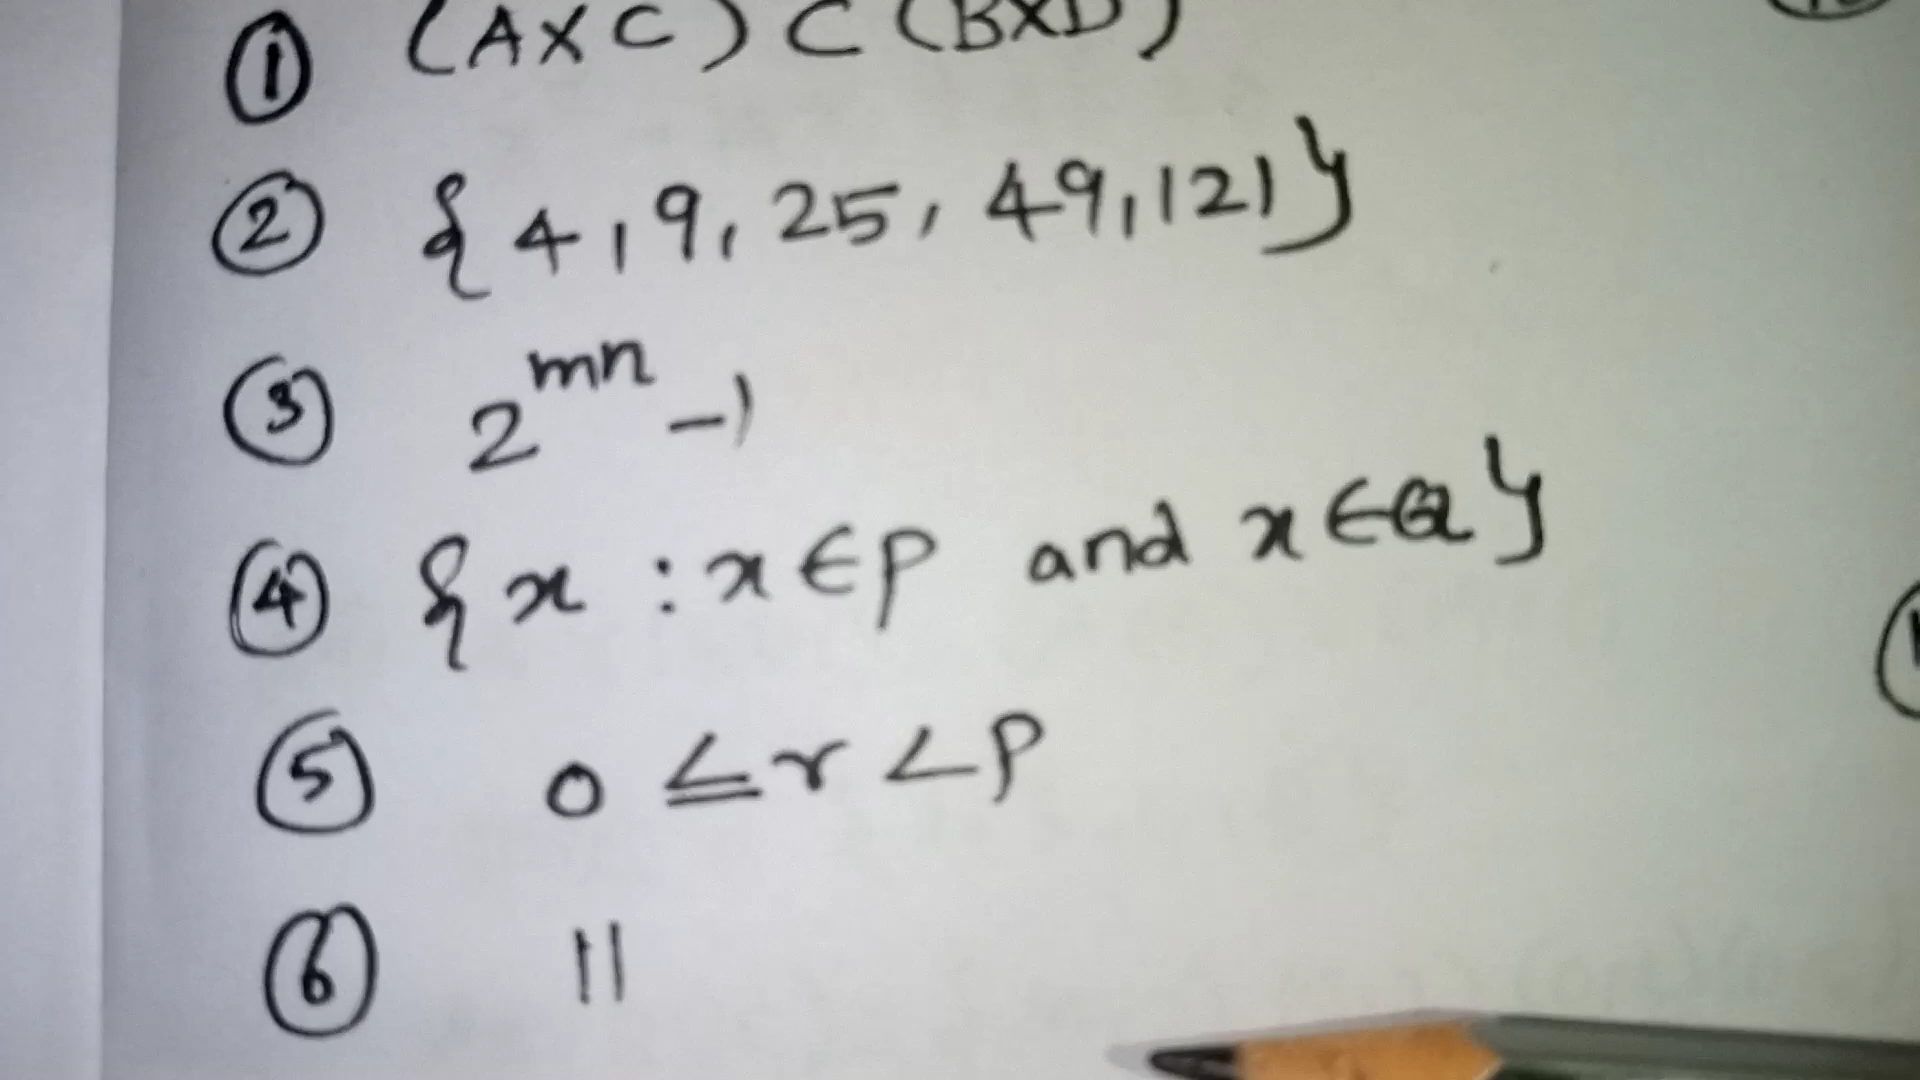 ① (A×C) ⊂ (B×D)
② {4, 9, 25, 49, 121}
③ 2^mn -1
④ {x : x∈p and x∈Q}
⑤ 0 ≤ r < p
⑥ 11